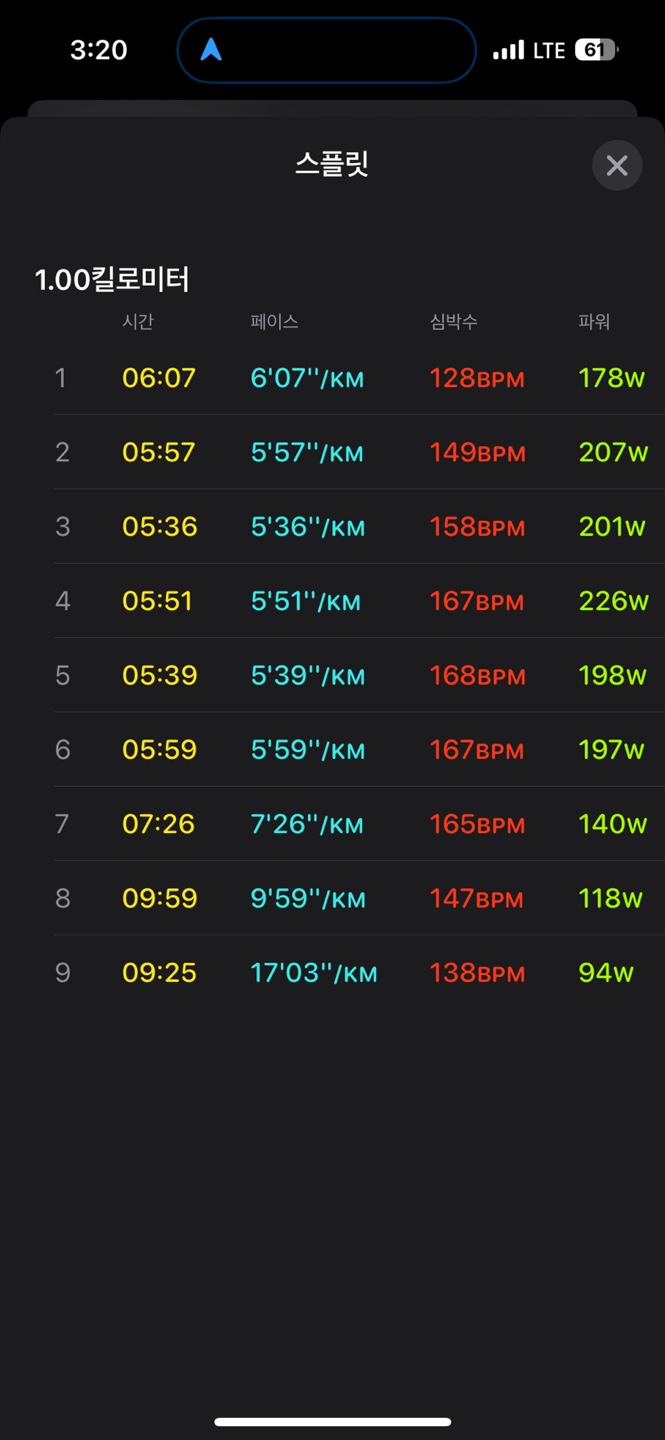 3:20 LTE 61
스플릿
1.00킬로미터
시간 페이스 심박수 파워
1 06:07 6'07''/KM 128BPM 178W
2 05:57 5'57''/KM 149BPM 207W
3 05:36 5'36''/KM 158BPM 201W
4 05:51 5'51''/KM 167BPM 226W
5 05:39 5'39''/KM 168BPM 198W
6 05:59 5'59''/KM 167BPM 197W
7 07:26 7'26''/KM 165BPM 140W
8 09:59 9'59''/KM 147BPM 118W
9 09:25 17'03''/KM 138BPM 94W